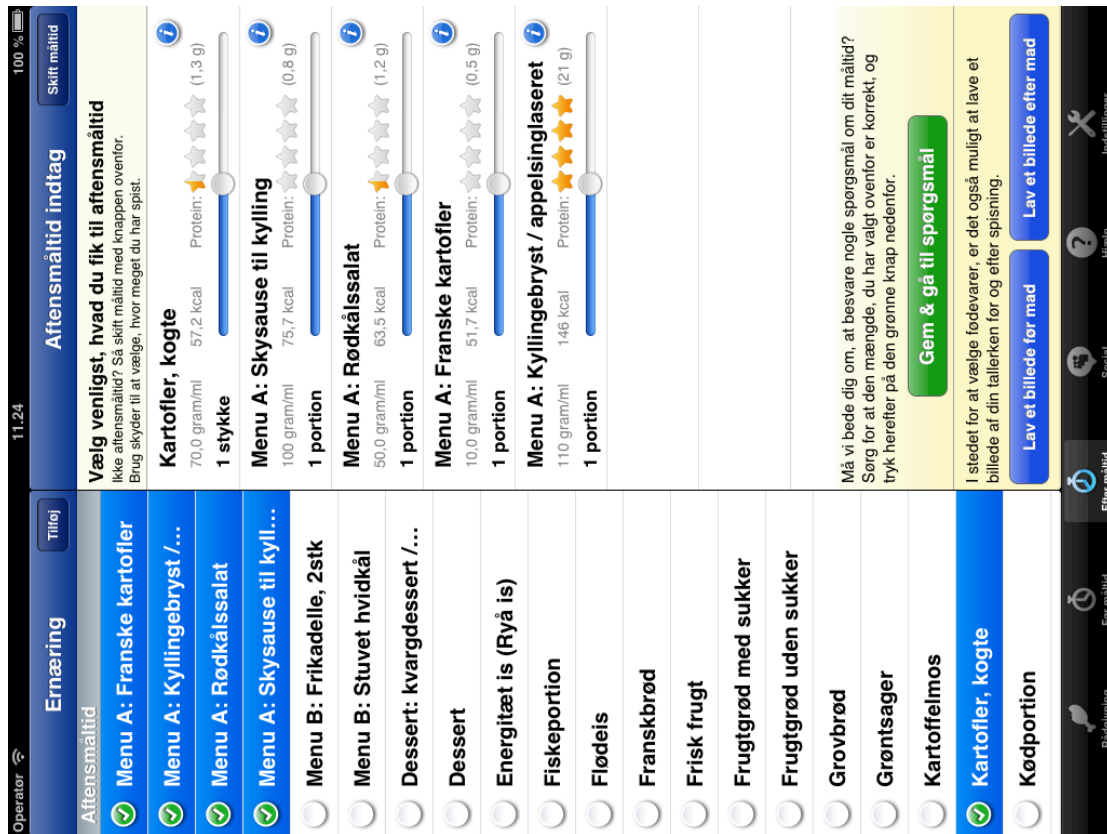 Operatør
11.24
100 %
Ernæring
Tilføj
Aftensmåltid
Menu A: Franske kartofler
Menu A: Kyllingebryst /...
Menu A: Rødkålssalat
Menu A: Skysause til kyll...
Menu B: Frikadelle, 2stk
Menu B: Stuvet hvidkål
Dessert: kvargdessert /...
Dessert
Energitæt is (Ryå is)
Fiskeportion
Flødeis
Franskbrød
Frisk frugt
Frugtgrød med sukker
Frugtgrød uden sukker
Grovbrød
Grøntsager
Kartoffelmos
Kartofler, kogte
Kødportion
Aftensmåltid indtag
Skift måltid
Vælg venligst, hvad du fik til aftensmåltid
Ikke aftensmåltid? Så skift måltid med knappen ovenfor.
Brug skyder til at vælge, hvor meget du har spist.
Kartofler, kogte
70,0 gram/ml 57,2 kcal Protein: (1,3 g)
1 stykke
Menu A: Skysause til kylling
100 gram/ml 75,7 kcal Protein: (0,8 g)
1 portion
Menu A: Rødkålssalat
50,0 gram/ml 63,5 kcal Protein: (1,2 g)
1 portion
Menu A: Franske kartofler
10,0 gram/ml 51,7 kcal Protein: (0,5 g)
1 portion
Menu A: Kyllingebryst / appelsinglaseret
110 gram/ml 146 kcal Protein: (21 g)
1 portion
Må vi bede dig om, at besvare nogle spørgsmål om dit måltid?
Sørg for at den mængde, du har valgt ovenfor er korrekt, og
tryk herefter på den grønne knap nedenfor.
Gem & gå til spørgsmål
I stedet for at vælge fødevarer, er det også muligt at lave et
billede af din tallerken før og efter spisning.
Lav et billede før mad
Lav et billede efter mad
Rådgivning
Før måltid
Efter måltid
Social
Hjælp
Indstillinger